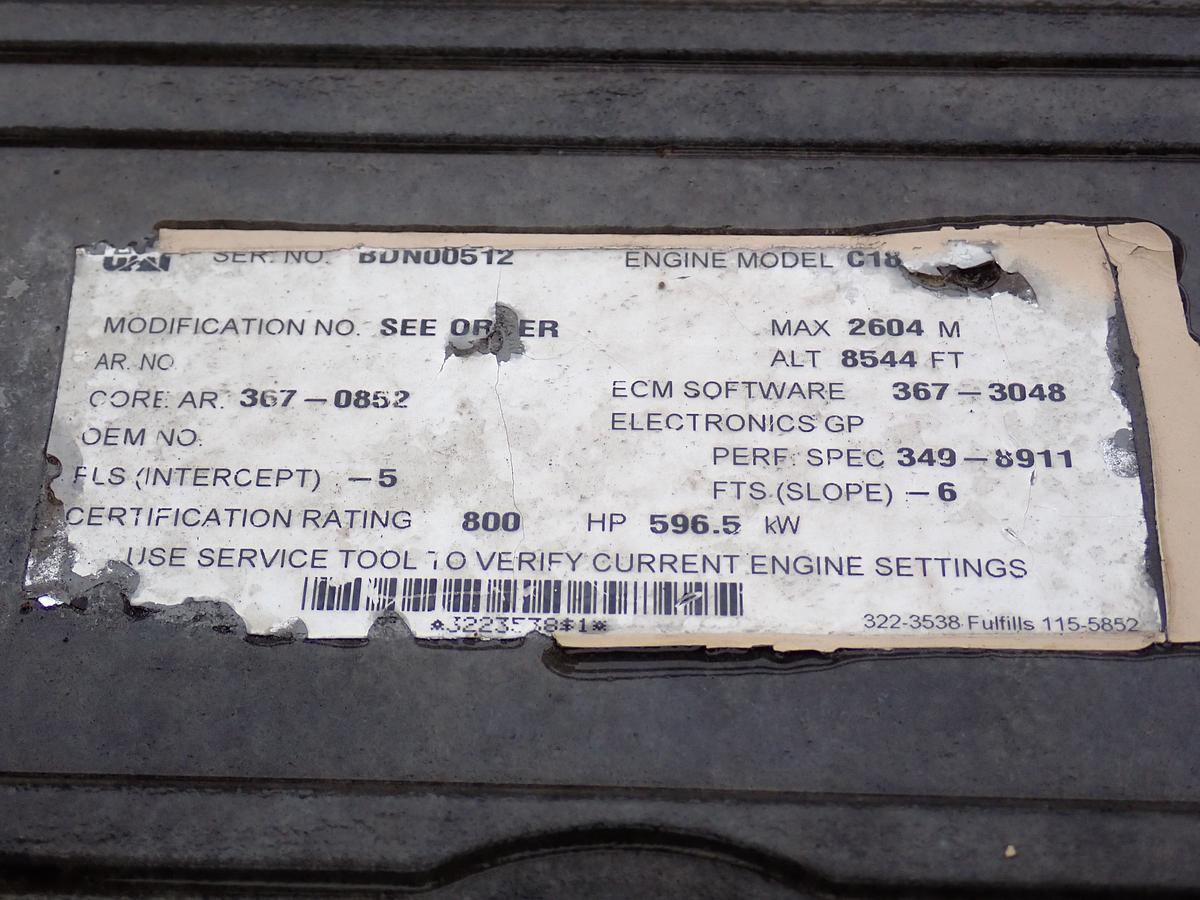 CAT SER. NO. BDN00512 ENGINE MODEL C18
MODIFICATION NO. SEE ORDER MAX 2604 M
AR. NO ALT 8544 FT
CORE AR. 367-0852 ECM SOFTWARE 367-3048
OEM NO. ELECTRONICS GP
PERF. SPEC 349-8911
FLS (INTERCEPT) -5 FTS (SLOPE) -6
CERTIFICATION RATING 800 HP 596.5 kW
USE SERVICE TOOL TO VERIFY CURRENT ENGINE SETTINGS
*3223538$1*
322-3538 Fulfills 115-5852